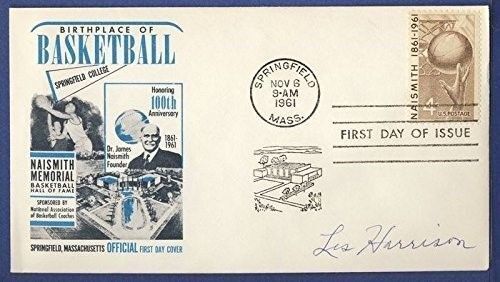 BIRTHPLACE OF
BASKETBALL
SPRINGFIELD COLLEGE
Honoring
100th
Anniversary
1861-
1961
Dr. James
Naismith
Founder
NAISMITH
MEMORIAL
BASKETBALL
HALL OF FAME
SPONSORED BY
National Association
of Basketball Coaches
SPRINGFIELD, MASSACHUSETTS OFFICIAL FIRST DAY COVER
SPRINGFIELD
NOV 6
9-AM
1961
MASS.
NAISMITH 1861-1961
4¢
U.S. POSTAGE
FIRST DAY OF ISSUE
Les Harrison